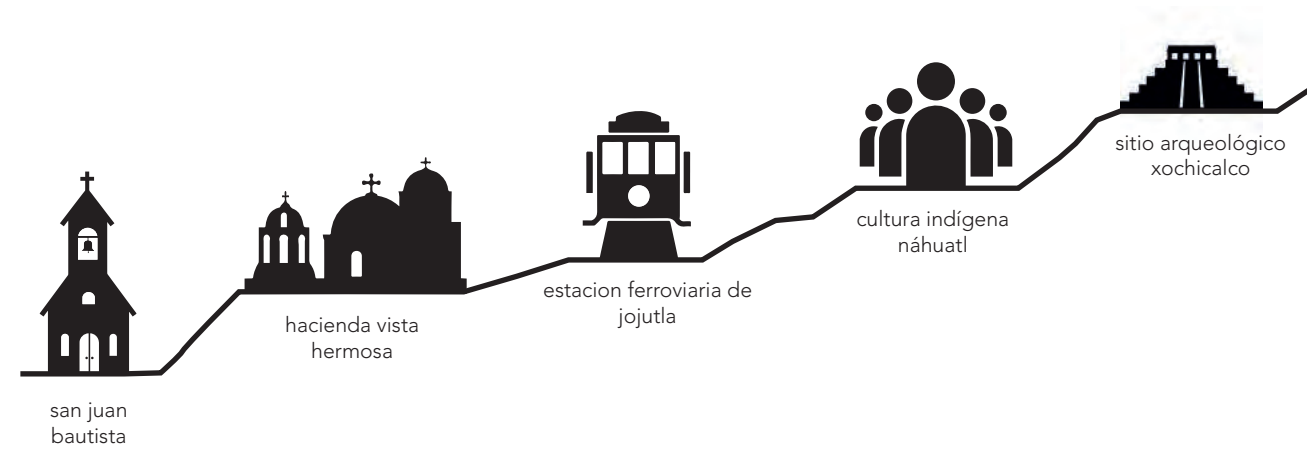 san juan
bautista
hacienda vista
hermosa
estacion ferroviaria de
jojutla
cultura indígena
náhuatl
sitio arqueológico
xochicalco